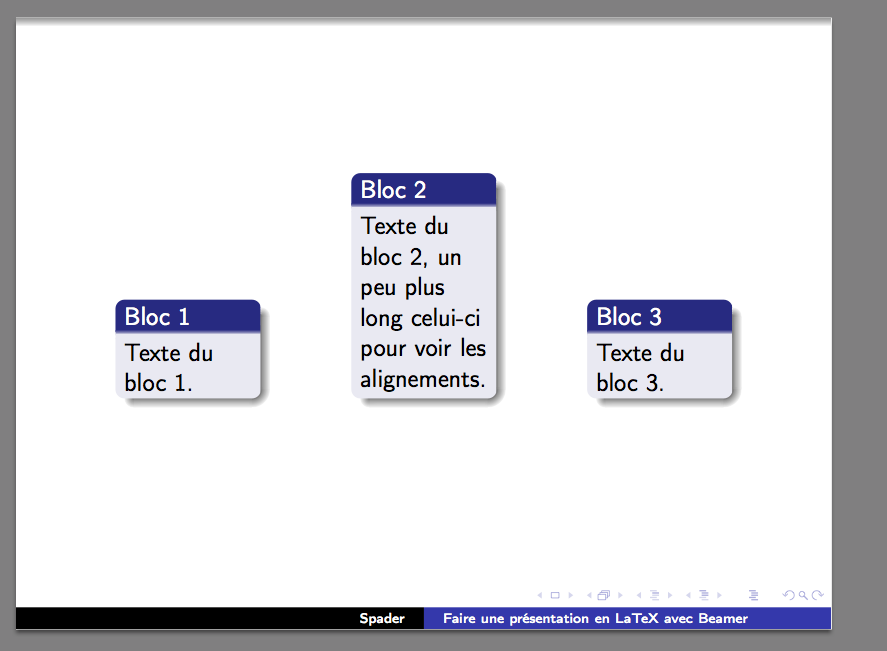 Bloc 1
Texte du
bloc 1.
Bloc 2
Texte du
bloc 2, un
peu plus
long celui-ci
pour voir les
alignements.
Bloc 3
Texte du
bloc 3.
Spader
Faire une présentation en LaTeX avec Beamer